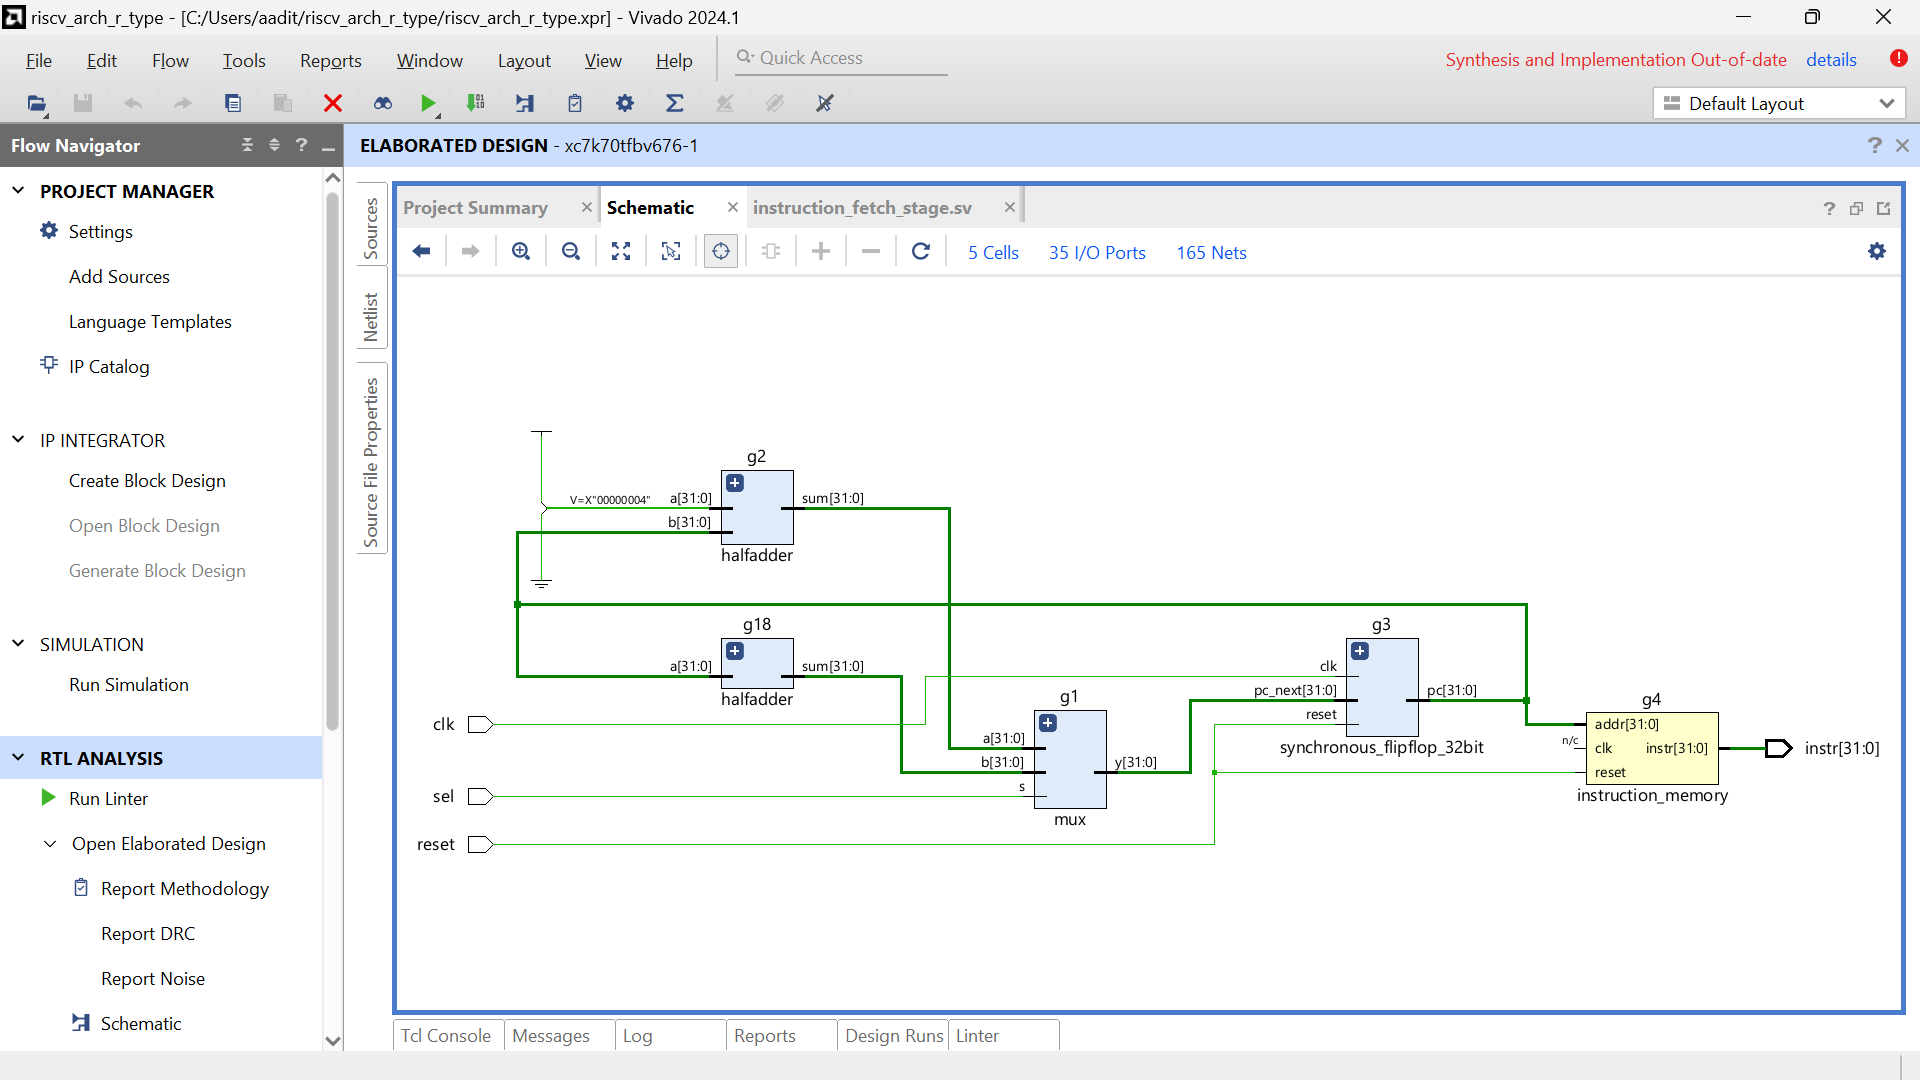 riscv_arch_r_type - [C:/Users/aadit/riscv_arch_r_type/riscv_arch_r_type.xpr] - Vivado 2024.1
File Edit Flow Tools Reports Window Layout View Help Quick Access
Synthesis and Implementation Out-of-date details
Default Layout
Flow Navigator
ELABORATED DESIGN - xc7k70tfbv676-1
PROJECT MANAGER
Settings
Add Sources
Language Templates
IP Catalog
IP INTEGRATOR
Create Block Design
Open Block Design
Generate Block Design
SIMULATION
Run Simulation
RTL ANALYSIS
Run Linter
Open Elaborated Design
Report Methodology
Report DRC
Report Noise
Schematic
Sources
Netlist
Source File Properties
Project Summary
Schematic
instruction_fetch_stage.sv
5 Cells 35 I/O Ports 165 Nets
g2
V=X"00000004" a[31:0] sum[31:0]
b[31:0]
halfadder
g18
a[31:0] sum[31:0]
halfadder
clk
sel
reset
g1
a[31:0]
b[31:0] y[31:0]
s
mux
g3
clk
pc_next[31:0] pc[31:0]
reset
synchronous_flipflop_32bit
g4
addr[31:0]
n/c clk instr[31:0]
reset
instruction_memory
instr[31:0]
Tcl Console Messages Log Reports Design Runs Linter